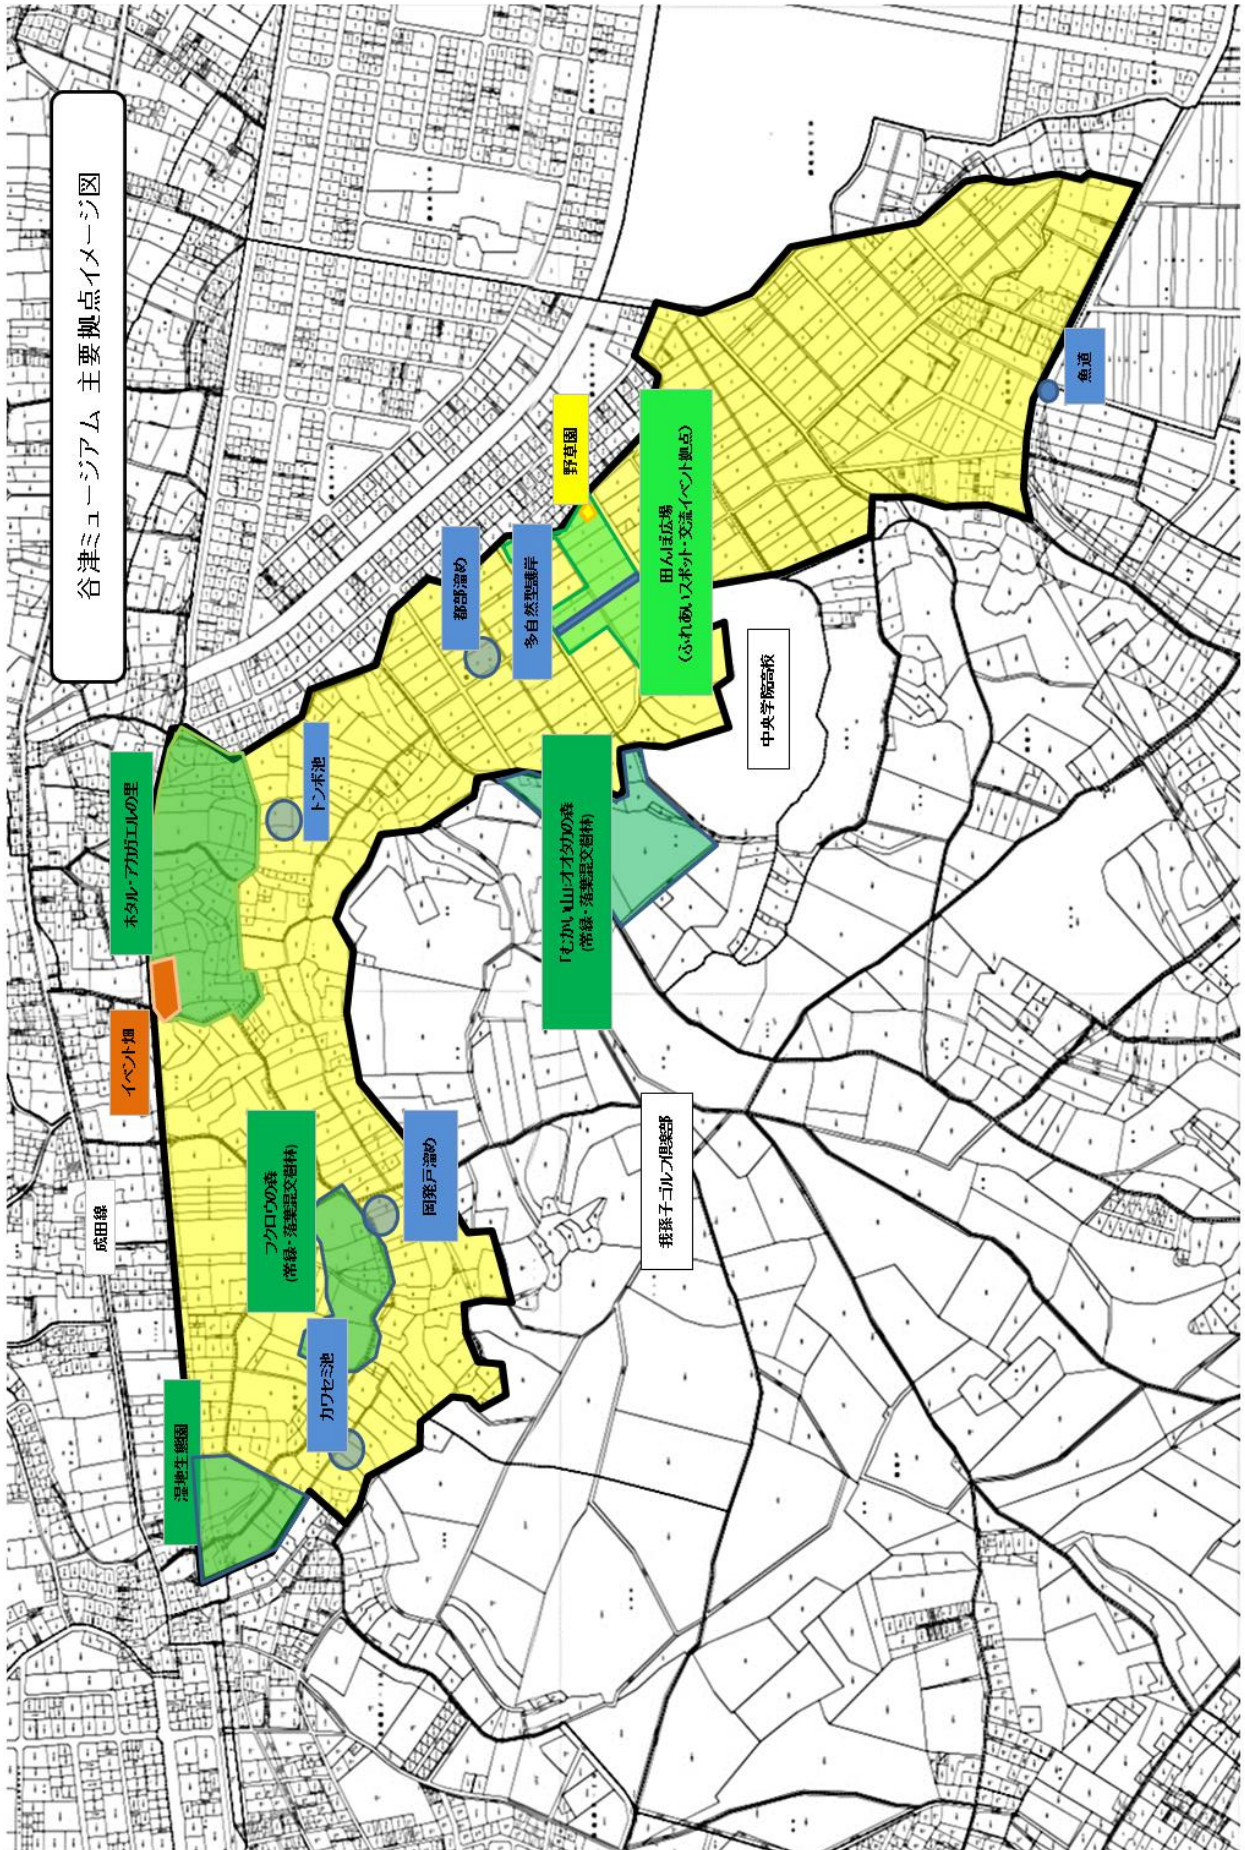 谷津ミュージアム 主要拠点イメージ図
成田線
湿地生態園
イベント畑
ホタル・アカガエルの里
フクロウの森
(常緑・落葉混交樹林)
カワセミ池
岡発戸溜め
トンボ池
都部溜め
多自然型護岸
野草園
「むかい山」オオタカの森
(常緑・落葉混交樹林)
田んぼ広場
(ふれあいスポット・交流イベント拠点)
我孫子ゴルフ倶楽部
中央学院高校
魚道